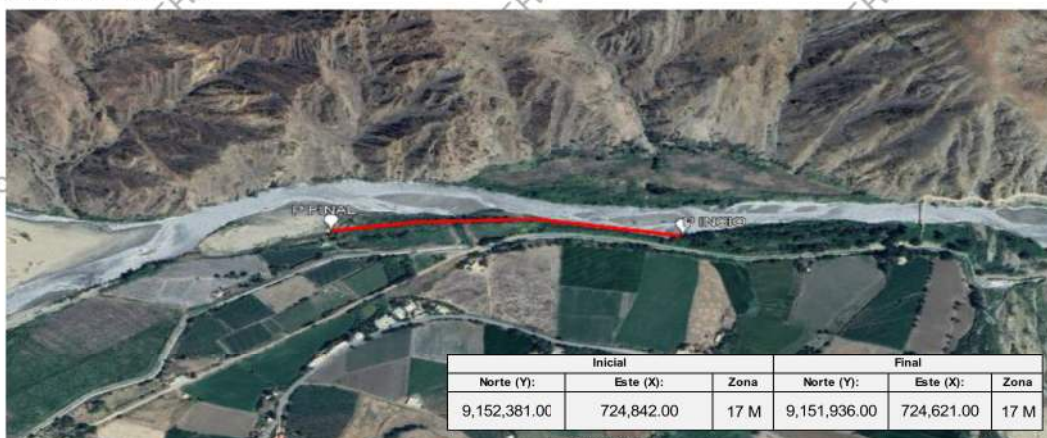 P FINAL
P INCIO
Inicial Final
Norte (Y): Este (X): Zona Norte (Y): Este (X): Zona
9,152,381.00 724,842.00 17 M 9,151,936.00 724,621.00 17 M